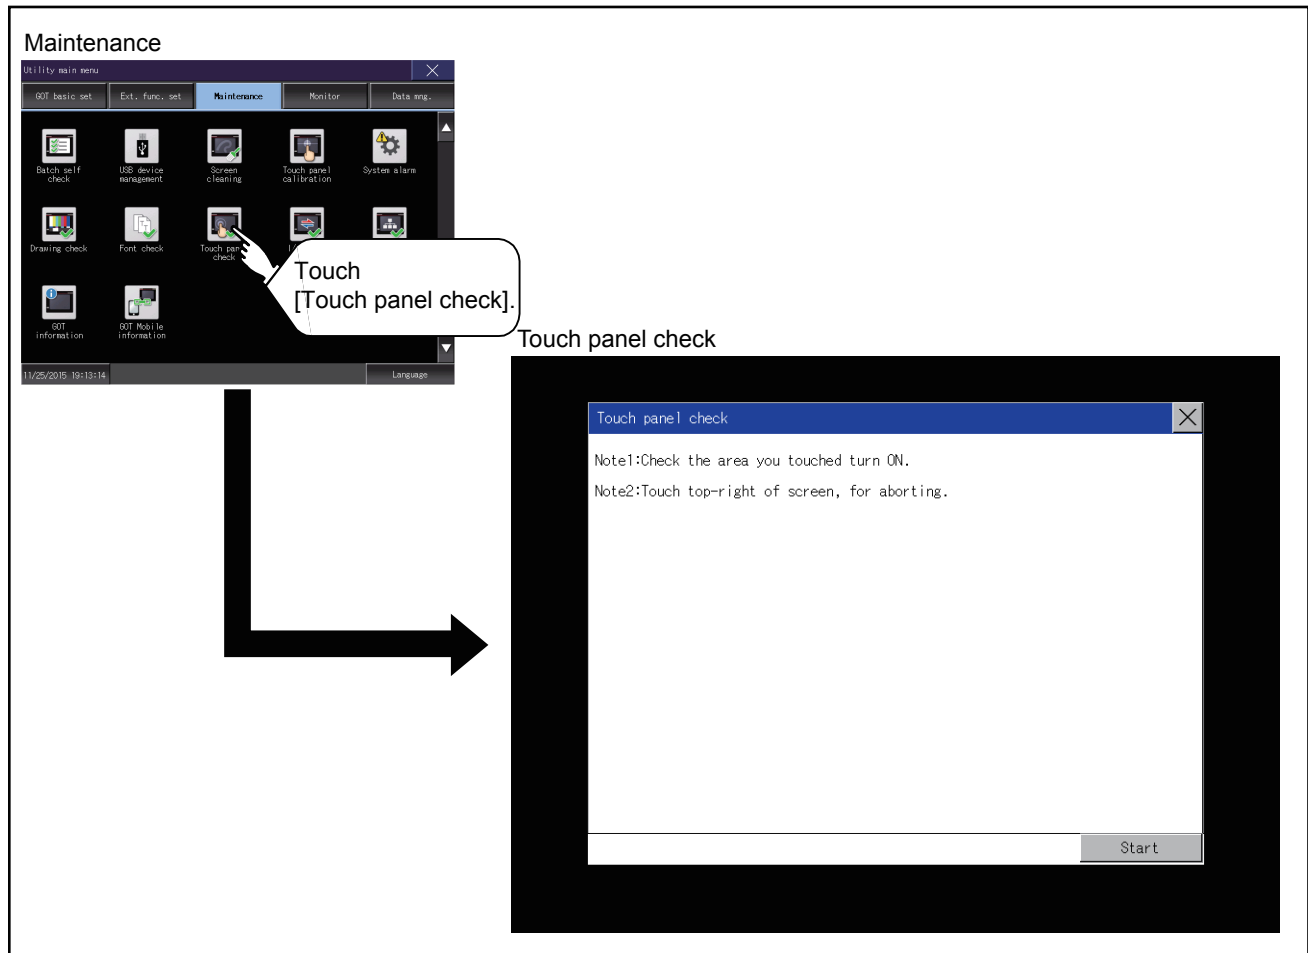 Maintenance
Utility main menu
GOT basic set
Ext. func. set
Maintenance
Monitor
Data mng.
Batch self
check
USB device
management
Screen
cleaning
Touch panel
calibration
System alarm
Drawing check
Font check
Touch pan
check
GOT
information
GOT Mobile
information
Touch
[Touch panel check].
11/25/2015 19:13:14
Language
Touch panel check
Touch panel check
Note1:Check the area you touched turn ON.
Note2:Touch top-right of screen, for aborting.
Start